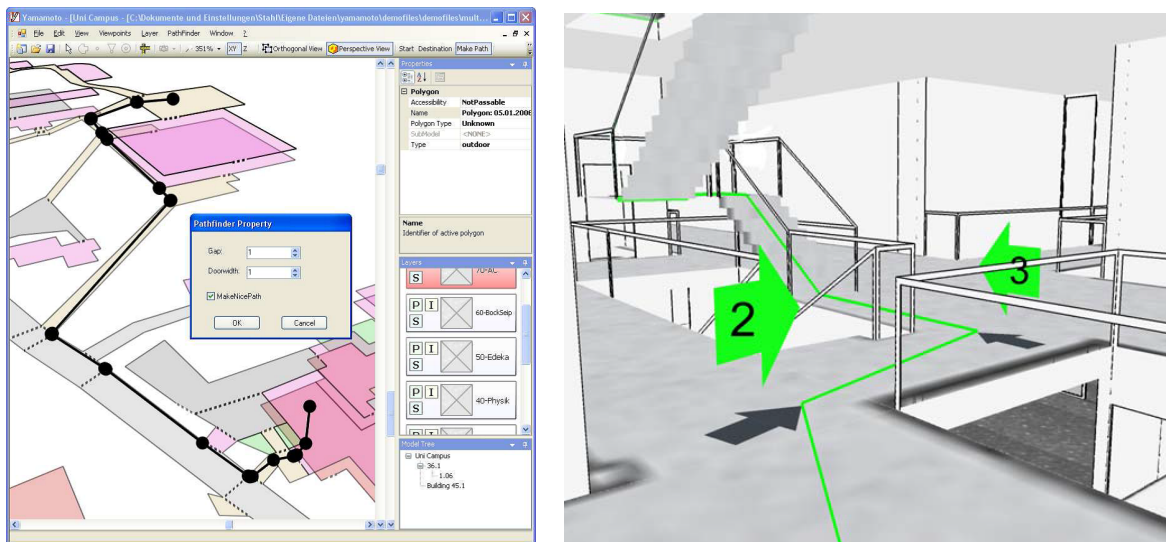 Yamamoto - [Uni Campus - [C:\Dokumente und Einstellungen\Stahl\Eigene Dateien\yamamoto\demofiles\demofiles\mult...
File Edit View Viewpoints Layer PathFinder Window ?
351% XY Z Orthogonal View Perspective View Start Destination Make Path
Properties
Polygon
Accessibility NotPassable
Name Polygon: 05.01.2006
Polygon Type Unknown
SubModel <NONE>
Type outdoor
Name
Identifier of active polygon
Layers
S 70-AC
P I
S 60-BockSeip
P I
S 50-Edeka
P I
S 40-Physik
P I
Model Tree
Uni Campus
36.1
1.06
Building 45.1
Pathfinder Property
Gap: 1
Doorwidth: 1
MakeNicePath
OK Cancel
2
3